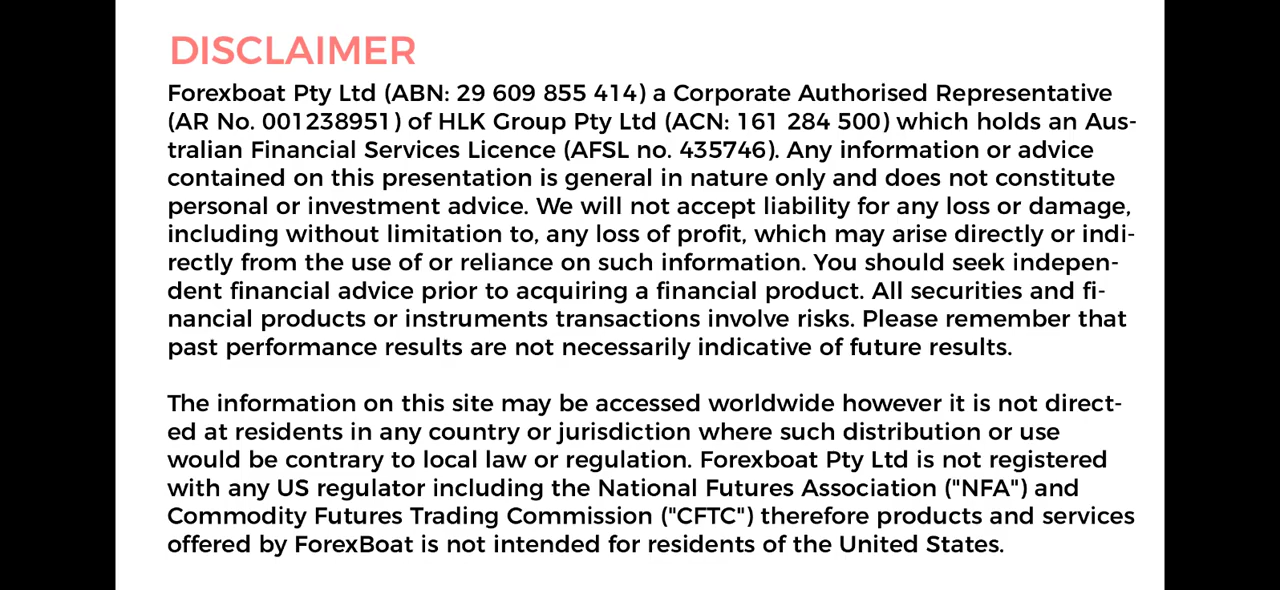 DISCLAIMER
Forexboat Pty Ltd (ABN: 29 609 855 414) a Corporate Authorised Representative
(AR No. 001238951) of HLK Group Pty Ltd (ACN: 161 284 500) which holds an Aus-
tralian Financial Services Licence (AFSL no. 435746). Any information or advice
contained on this presentation is general in nature only and does not constitute
personal or investment advice. We will not accept liability for any loss or damage,
including without limitation to, any loss of profit, which may arise directly or indi-
rectly from the use of or reliance on such information. You should seek indepen-
dent financial advice prior to acquiring a financial product. All securities and fi-
nancial products or instruments transactions involve risks. Please remember that
past performance results are not necessarily indicative of future results.
The information on this site may be accessed worldwide however it is not direct-
ed at residents in any country or jurisdiction where such distribution or use
would be contrary to local law or regulation. Forexboat Pty Ltd is not registered
with any US regulator including the National Futures Association ("NFA") and
Commodity Futures Trading Commission ("CFTC") therefore products and services
offered by ForexBoat is not intended for residents of the United States.